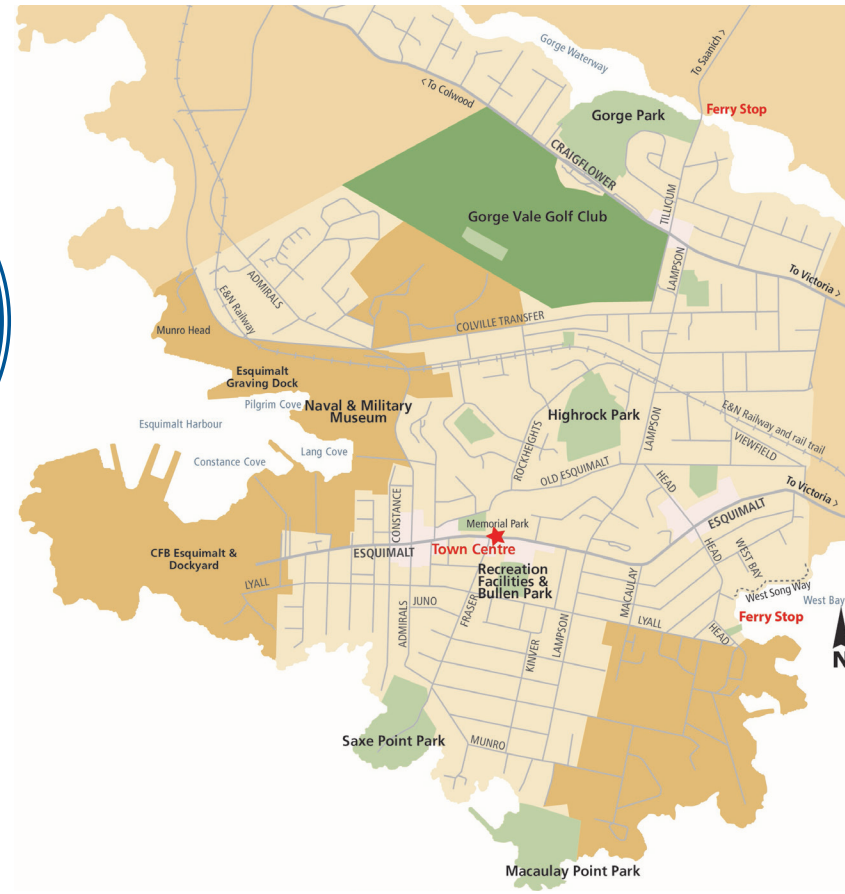 Gorge Waterway
To Saanich >
< To Colwood
Ferry Stop
Gorge Park
CRAIGFLOWER
TILLICUM
Gorge Vale Golf Club
LAMPSON
To Victoria >
ADMIRALS
E&N Railway
COLVILLE TRANSFER
Munro Head
Esquimalt
Graving Dock
Pilgrim Cove
Naval & Military
Museum
Esquimalt Harbour
Lang Cove
Constance Cove
Highrock Park
ROCKHEIGHTS
LAMPSON
E&N Railway and rail trail
VIEWFIELD
OLD ESQUIMALT
HEAD
To Victoria >
CONSTANCE
Memorial Park
ESQUIMALT
ESQUIMALT
Town Centre
CFB Esquimalt &
Dockyard
Recreation
Facilities &
Bullen Park
HEAD
WEST BAY
LYALL
MACAULAY
West Song Way
West Bay
JUNO
FRASER
Ferry Stop
LYALL
HEAD
ADMIRALS
KINVER
LAMPSON
N
Saxe Point Park
MUNRO
Macaulay Point Park